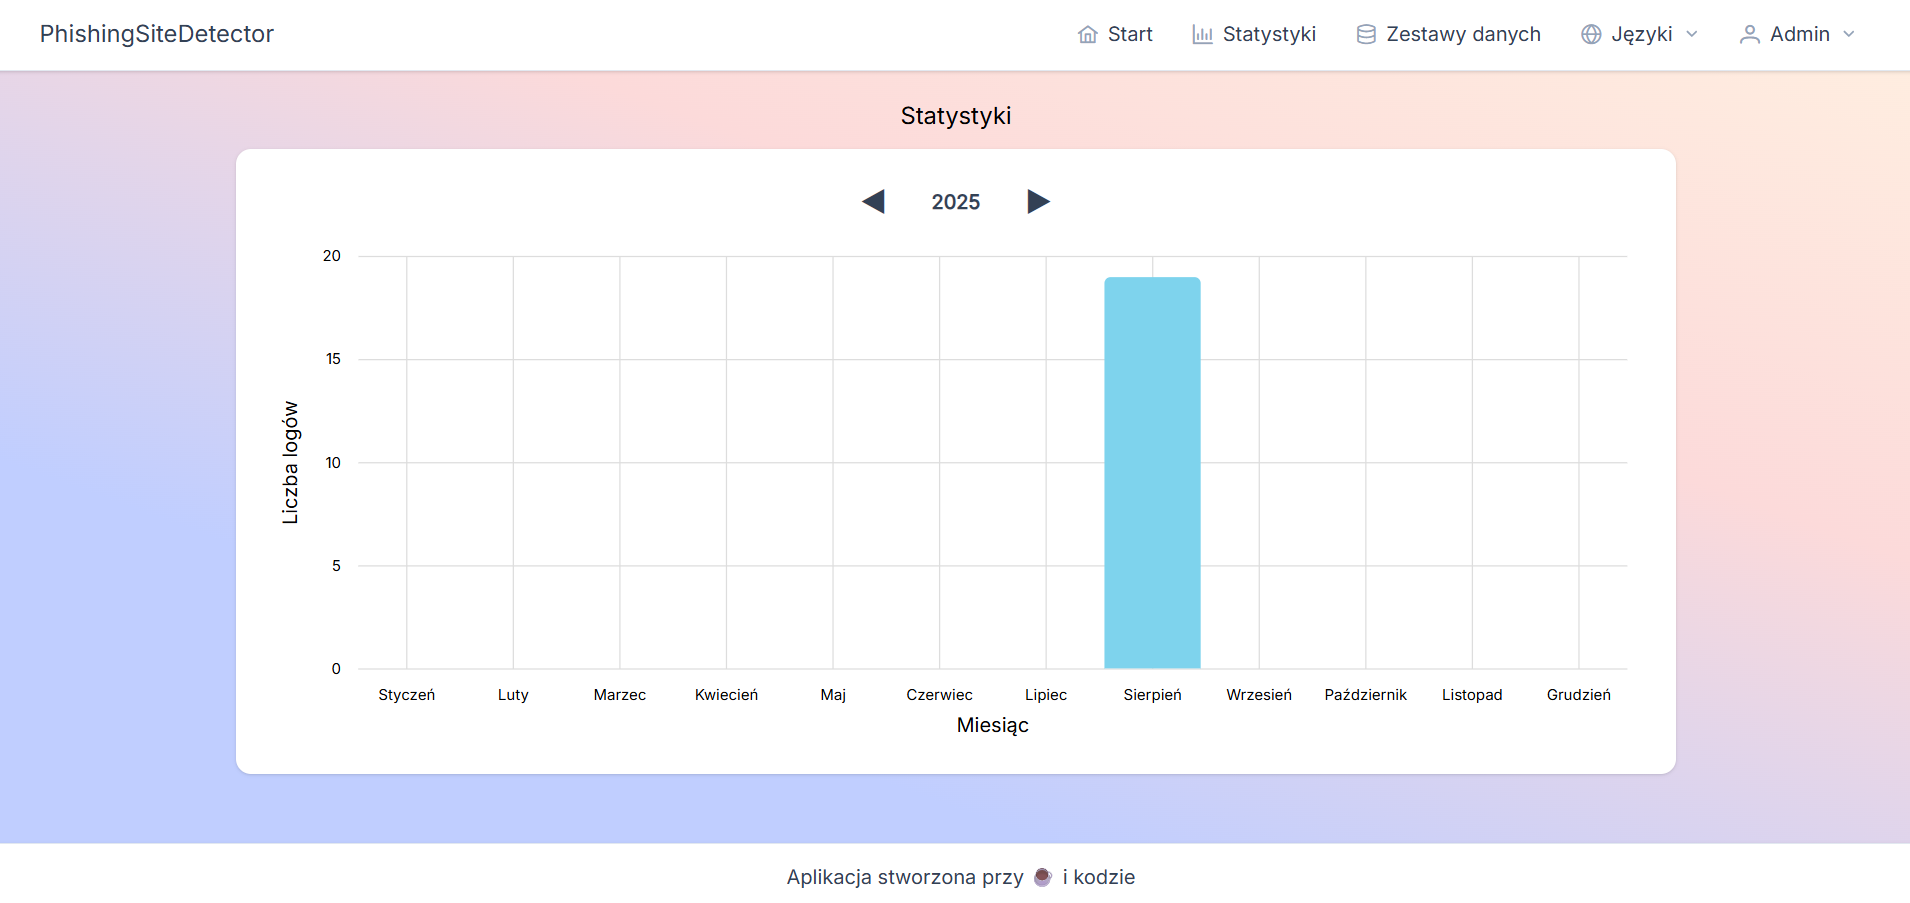 PhishingSiteDetector
Start
Statystyki
Zestawy danych
Języki
Admin
Statystyki
2025
20
15
10
5
0
Liczba logów
Styczeń
Luty
Marzec
Kwiecień
Maj
Czerwiec
Lipiec
Sierpień
Wrzesień
Październik
Listopad
Grudzień
Miesiąc
Aplikacja stworzona przy ☕ i kodzie